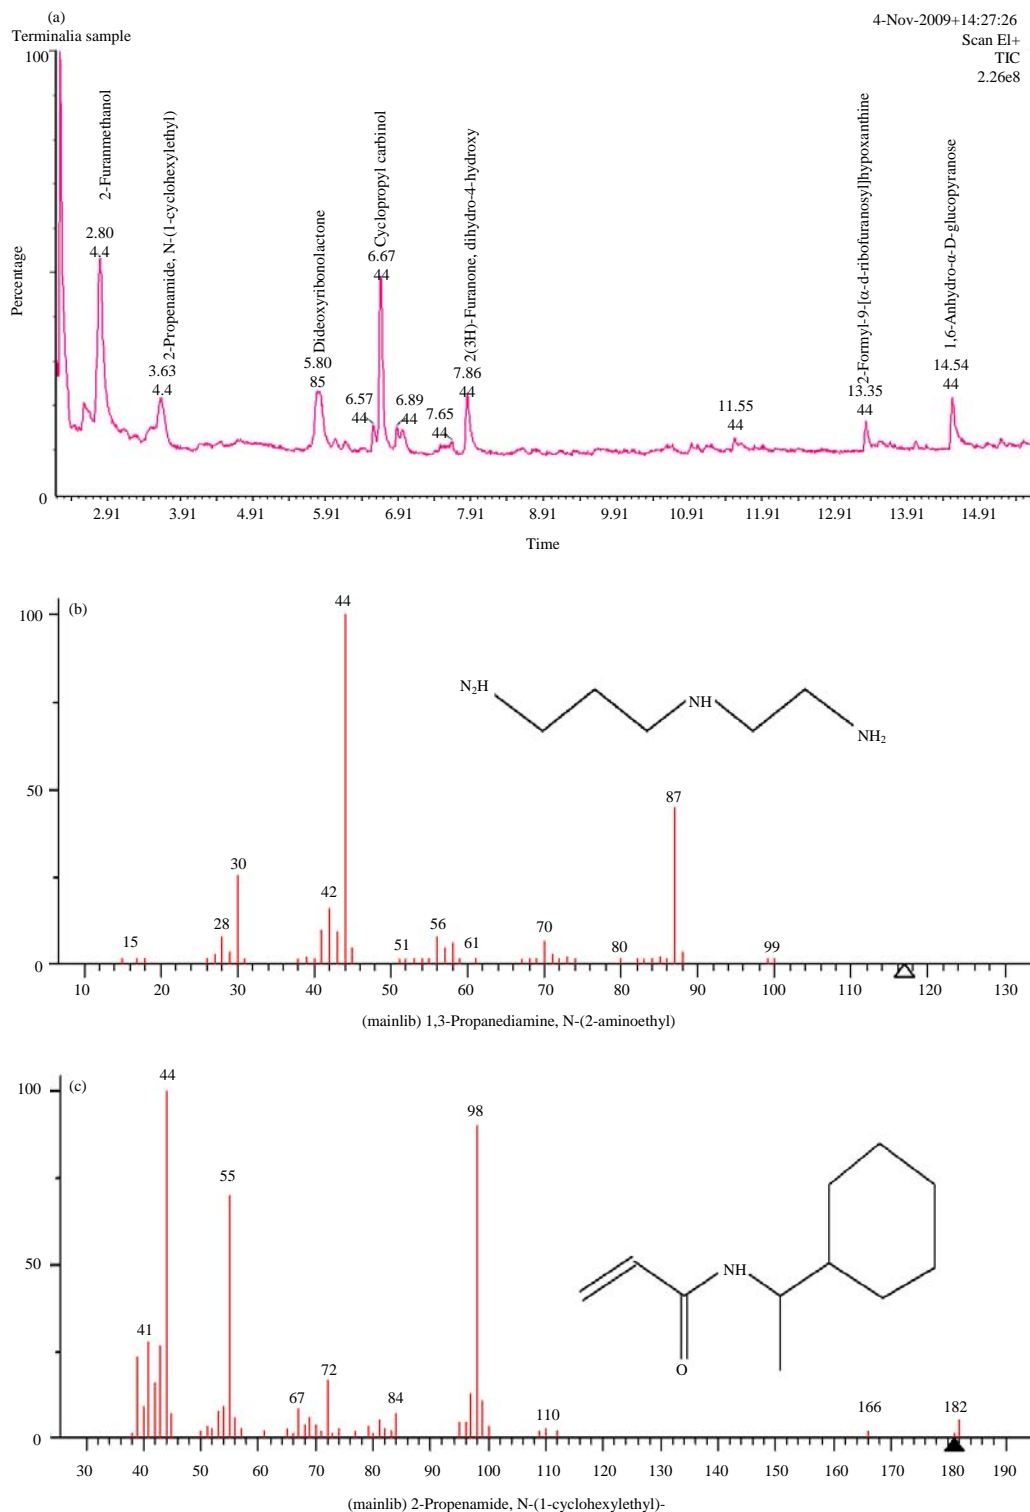 (a)
Terminalia sample
4-Nov-2009+14:27:26
Scan El+
TIC
2.26e8
100
Percentage
0
2-Furanmethanol
2.80
4.4
2-Propenamide, N-(1-cyclohexylethyl)
3.63
4.4
Dideoxyribonolactone
5.80
85
6.57
44
Cyclopropyl carbinol
6.67
44
6.89
44
7.65
44
2(3H)-Furanone, dihydro-4-hydroxy
7.86
44
11.55
44
2-Formyl-9-[α-d-ribofuranosyl]hypoxanthine
13.35
44
1,6-Anhydro-α-D-glucopyranose
14.54
44
2.91 3.91 4.91 5.91 6.91 7.91 8.91 9.91 10.91 11.91 12.91 13.91 14.91
Time
(b)
100
50
0
15
28
30
42
44
51
56
61
70
80
87
99
N₂H
NH
NH₂
10 20 30 40 50 60 70 80 90 100 110 120 130
(mainlib) 1,3-Propanediamine, N-(2-aminoethyl)
(c)
100
50
0
41
44
55
67
72
84
98
110
166
182
NH
O
30 40 50 60 70 80 90 100 110 120 130 140 150 160 170 180 190
(mainlib) 2-Propenamide, N-(1-cyclohexylethyl)-